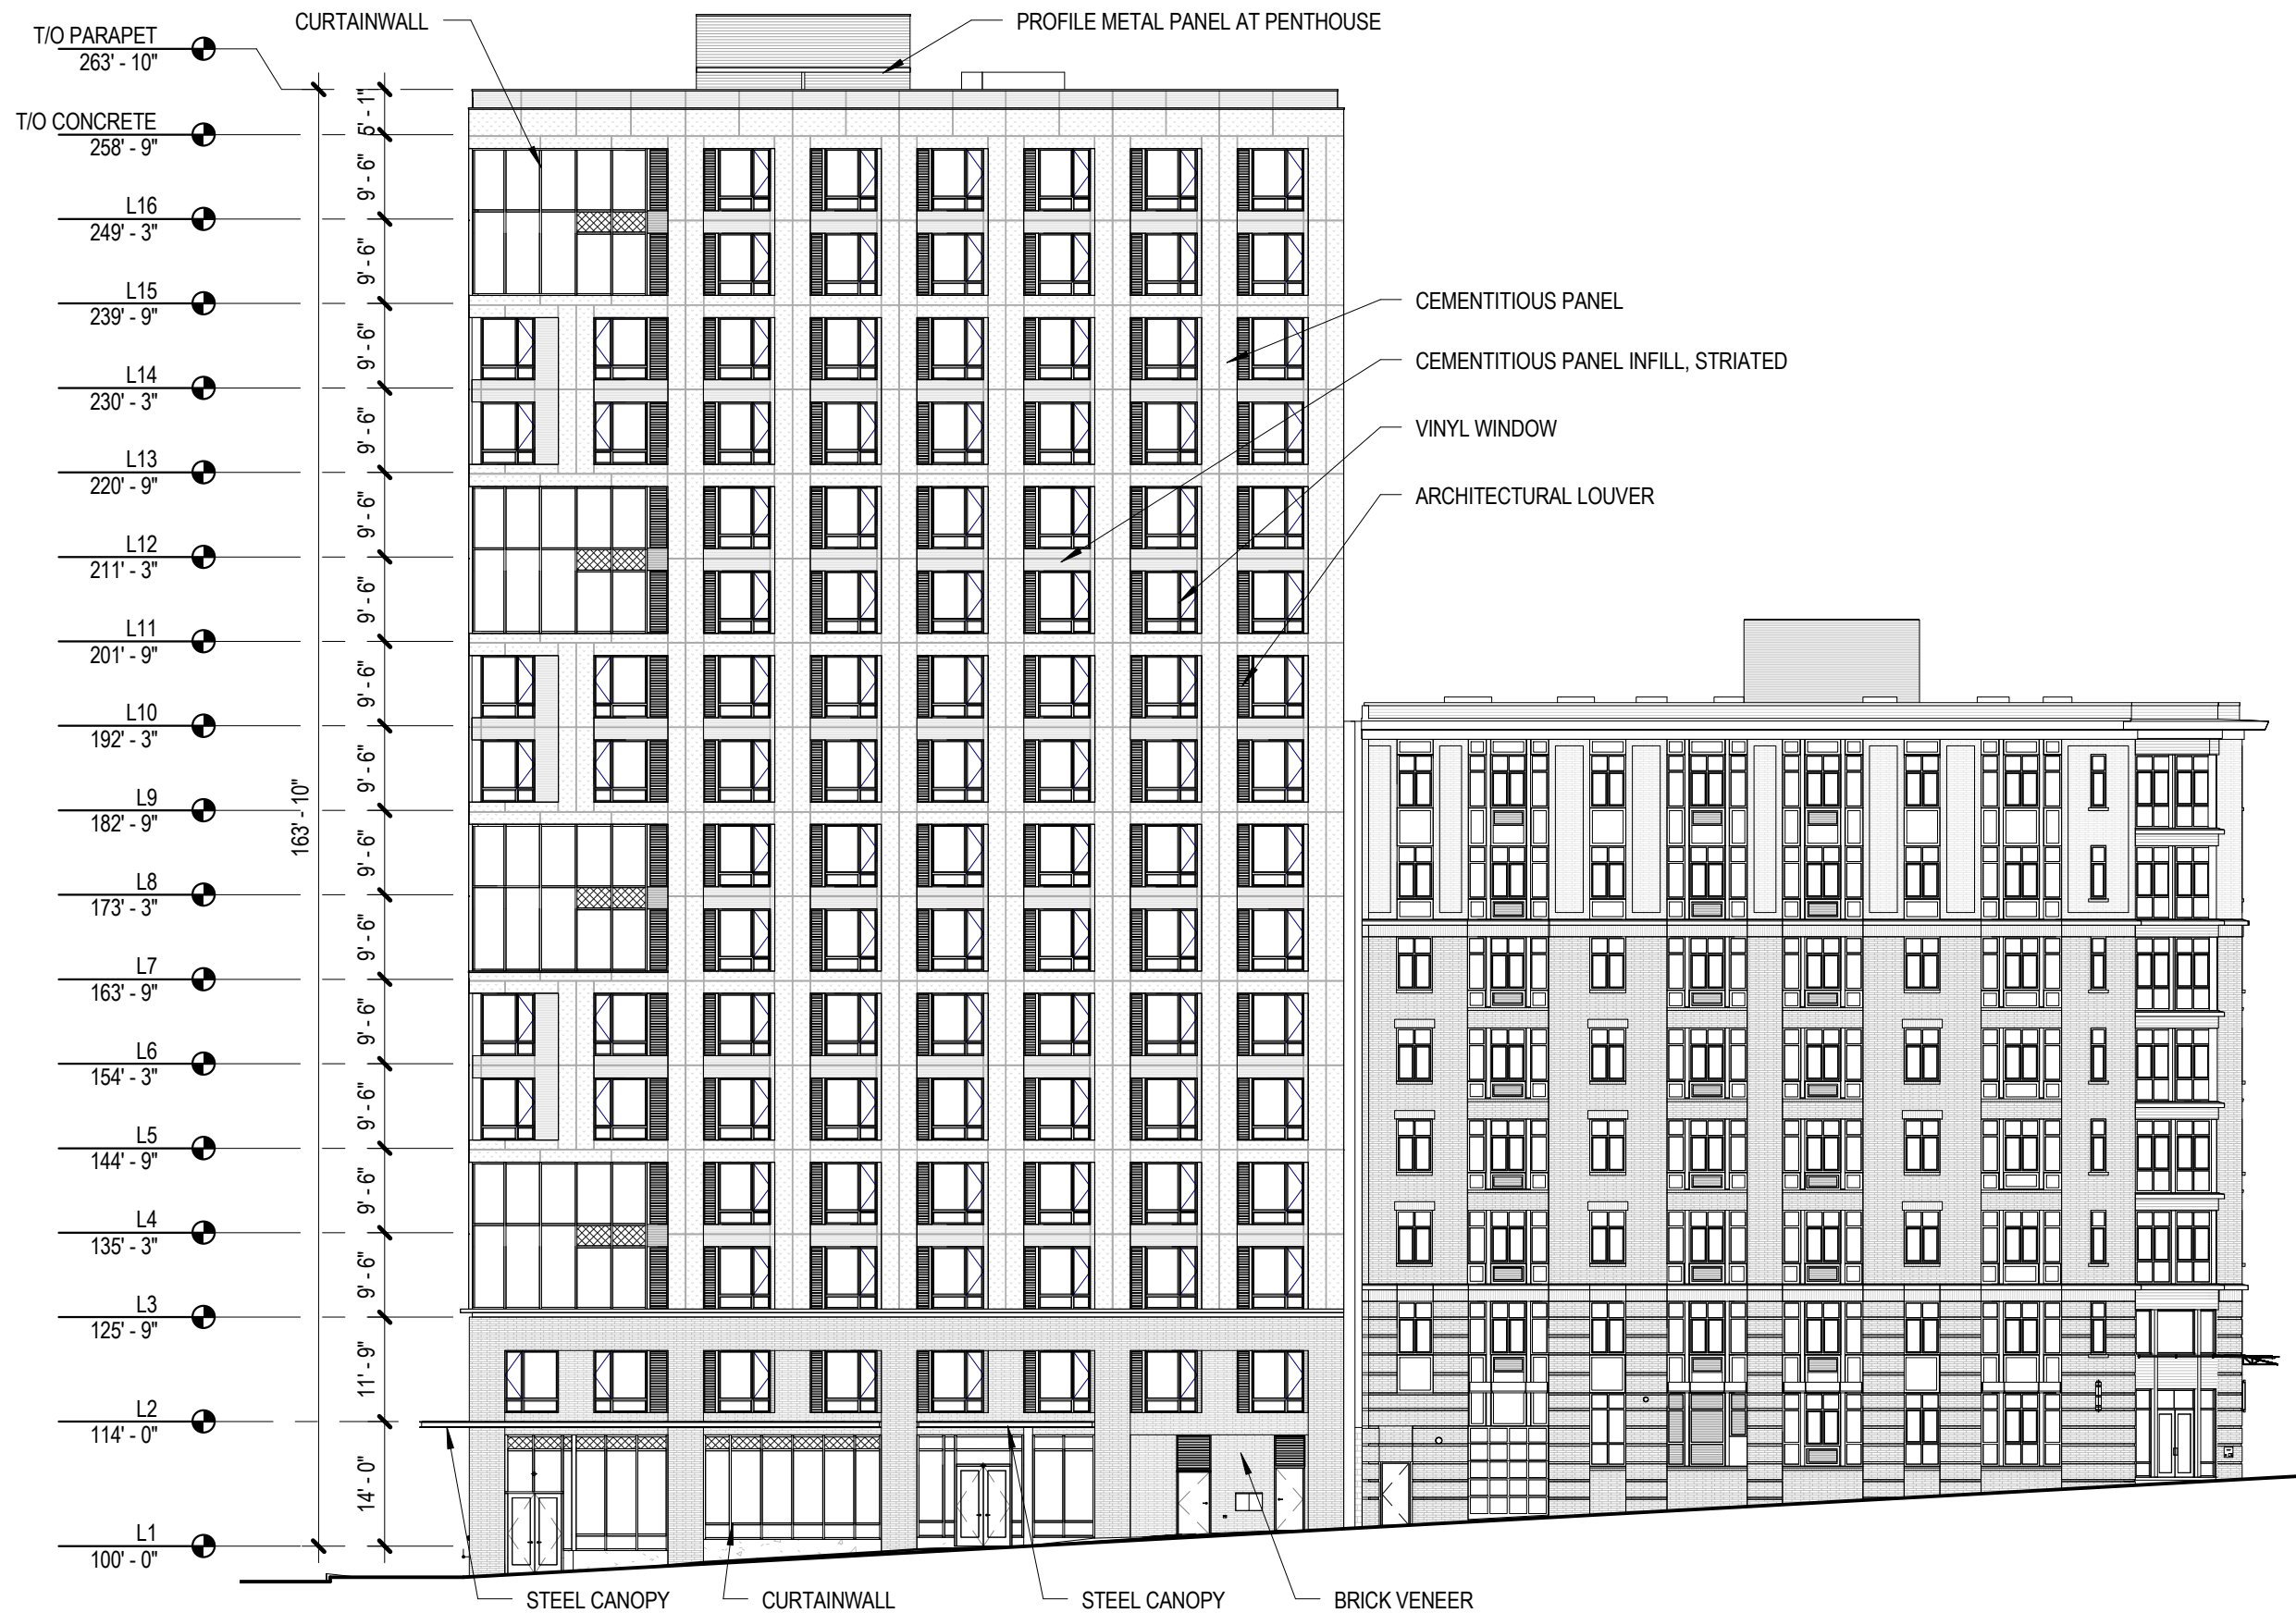 CURTAINWALL
PROFILE METAL PANEL AT PENTHOUSE
T/O PARAPET
263' - 10"
5' - 1"
T/O CONCRETE
258' - 9"
9' - 6"
L16
249' - 3"
9' - 6"
L15
239' - 9"
CEMENTITIOUS PANEL
9' - 6"
CEMENTITIOUS PANEL INFILL, STRIATED
L14
230' - 3"
9' - 6"
VINYL WINDOW
L13
220' - 9"
ARCHITECTURAL LOUVER
9' - 6"
L12
211' - 3"
9' - 6"
L11
201' - 9"
9' - 6"
L10
192' - 3"
9' - 6"
L9
182' - 9"
163' - 10"
9' - 6"
L8
173' - 3"
9' - 6"
L7
163' - 9"
9' - 6"
L6
154' - 3"
9' - 6"
L5
144' - 9"
9' - 6"
L4
135' - 3"
9' - 6"
L3
125' - 9"
11' - 9"
L2
114' - 0"
14' - 0"
L1
100' - 0"
STEEL CANOPY
CURTAINWALL
STEEL CANOPY
BRICK VENEER